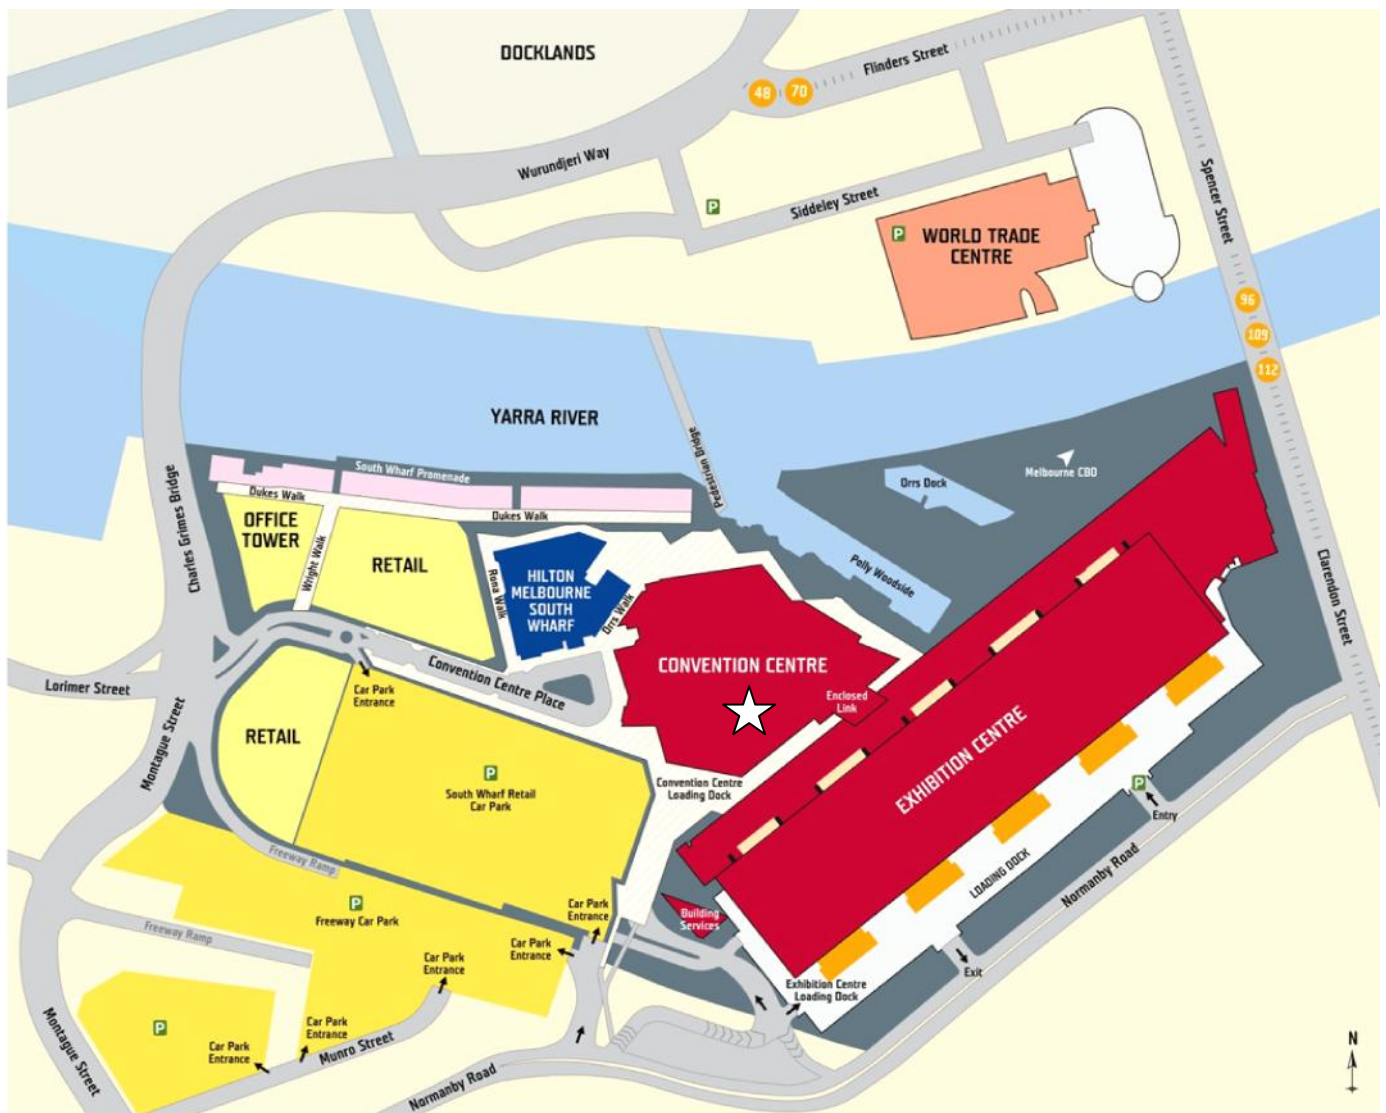 DOCKLANDS
Flinders Street
48
70
Wurundjeri Way
Siddeley Street
P
P
WORLD TRADE
CENTRE
Spencer Street
96
109
112
YARRA RIVER
Pedestrian Bridge
Melbourne CBD
Orrs Dock
Polly Woodside
Charles Grimes Bridge
South Wharf Promenade
Dukes Walk
Dukes Walk
OFFICE
TOWER
Wright Walk
RETAIL
Rona Walk
HILTON
MELBOURNE
SOUTH
WHARF
Orrs Walk
Clarendon Street
CONVENTION CENTRE
Enclosed
Link
Convention Centre Place
Car Park
Entrance
Lorimer Street
Montague Street
RETAIL
EXHIBITION CENTRE
P
South Wharf Retail
Car Park
Convention Centre
Loading Dock
P
Entry
Normanby Road
LOADING DOCK
Freeway Ramp
P
Freeway Car Park
Car Park
Entrance
Building
Services
Freeway Ramp
Car Park
Entrance
Car Park
Entrance
Exit
Exhibition Centre
Loading Dock
P
Car Park
Entrance
Car Park
Entrance
Munro Street
Montague Street
Normanby Road
N